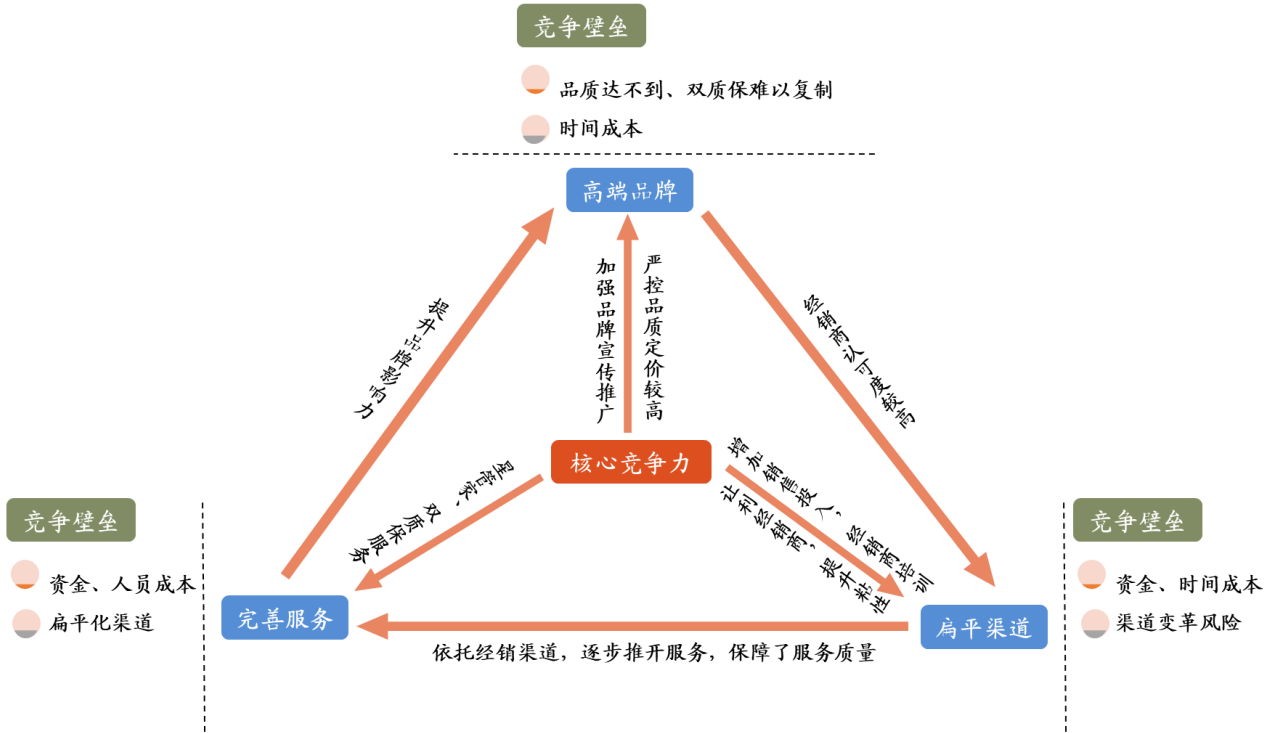 竞争壁垒
品质达不到、双质保难以复制
时间成本
高端品牌
加强品牌宣传推广
严控品质定价较高
提升品牌影响力
经销商认可度较高
核心竞争力
星管家、
双质保服务
增加销售投入，经销商培训
让利经销商，提升粘性
竞争壁垒
资金、人员成本
扁平化渠道
完善服务
扁平渠道
依托经销渠道，逐步推开服务，保障了服务质量
竞争壁垒
资金、时间成本
渠道变革风险